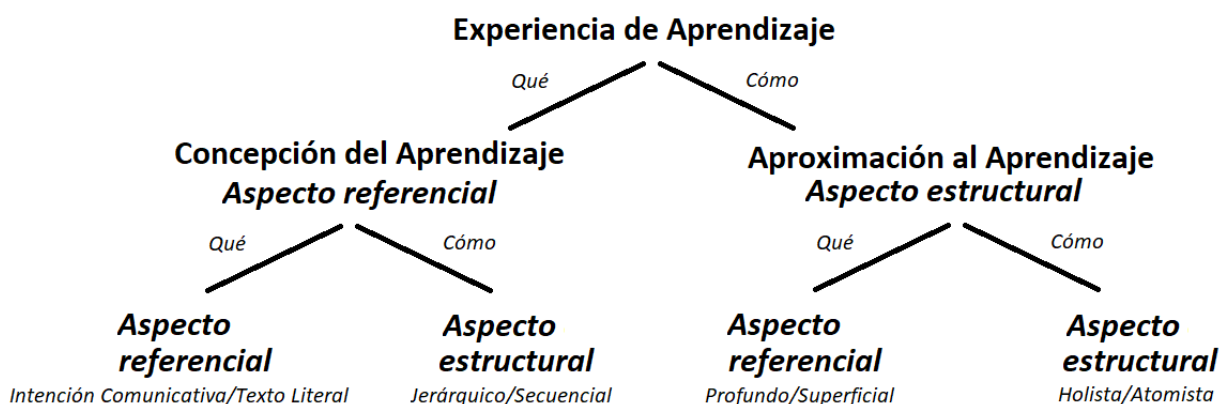 Experiencia de Aprendizaje
Qué
Cómo
Concepción del Aprendizaje
Aspecto referencial
Aproximación al Aprendizaje
Aspecto estructural
Qué
Cómo
Qué
Cómo
Aspecto
referencial
Intención Comunicativa/Texto Literal
Aspecto
estructural
Jerárquico/Secuencial
Aspecto
referencial
Profundo/Superficial
Aspecto
estructural
Holista/Atomista